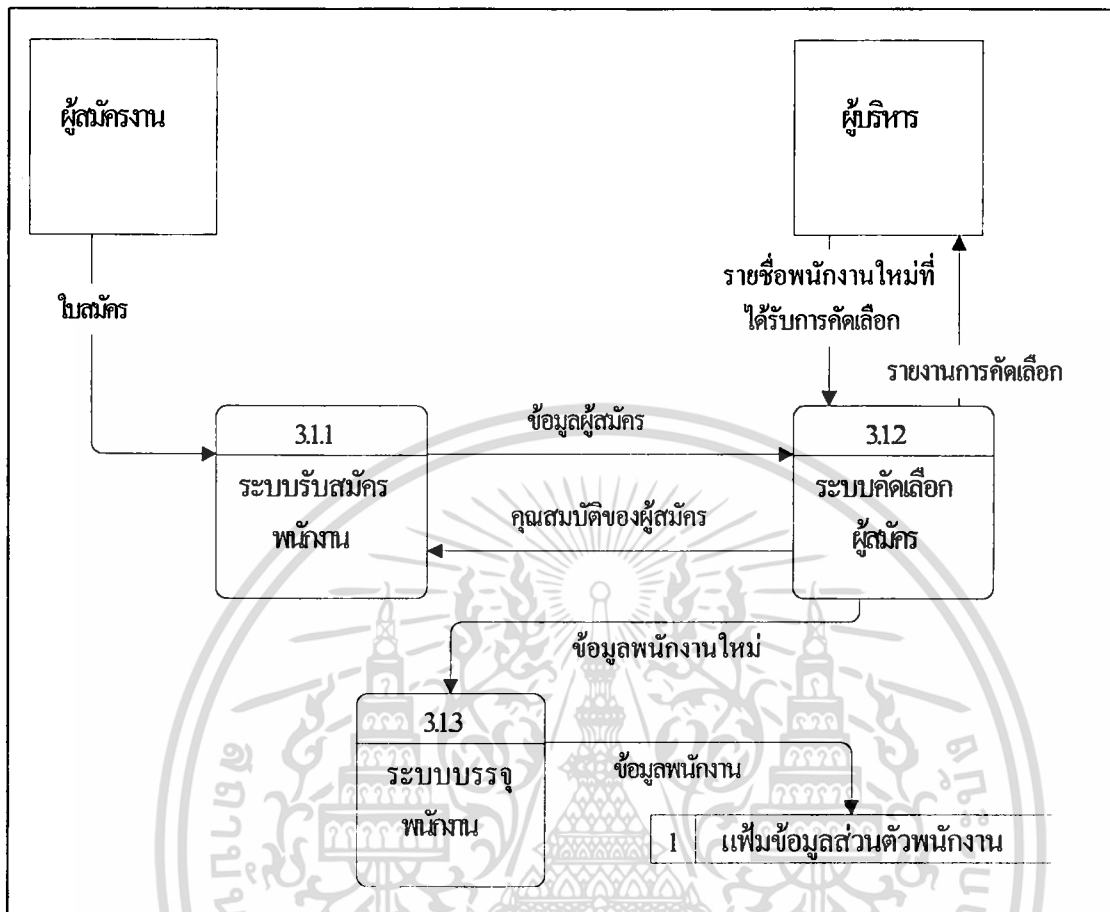 ผู้สมัครงาน
ผู้บริหาร
ใบสมัคร
รายชื่อพนักงานใหม่ที่
ได้รับการคัดเลือก
รายงานการคัดเลือก
3.1.1
ระบบรับสมัคร
พนักงาน
ข้อมูลผู้สมัคร
คุณสมบัติของผู้สมัคร
3.1.2
ระบบคัดเลือก
ผู้สมัคร
ข้อมูลพนักงานใหม่
3.1.3
ระบบบรรจุ
พนักงาน
ข้อมูลพนักงาน
1 แฟ้มข้อมูลส่วนตัวพนักงาน